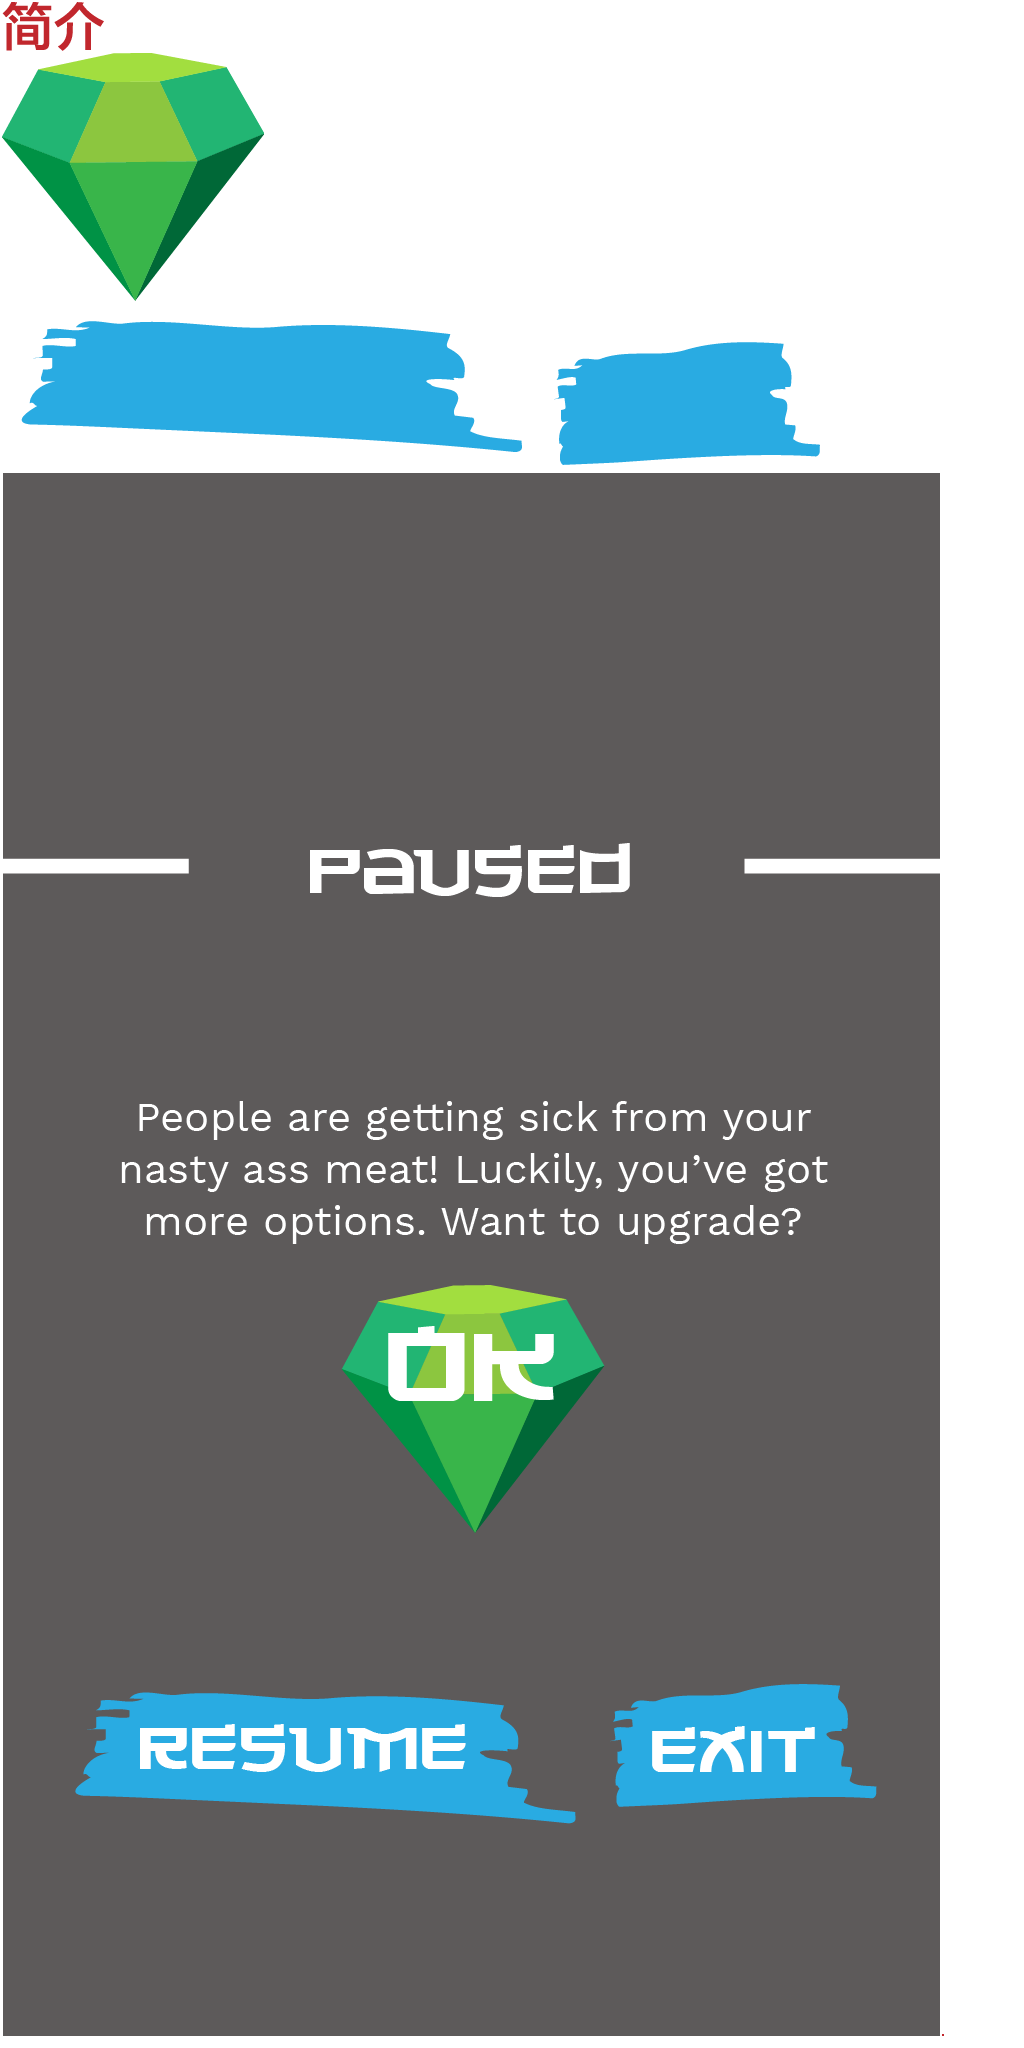 简介
PAUSED
People are getting sick from your
nasty ass meat! Luckily, you’ve got
more options. Want to upgrade?
OK
RESUME
EXIT